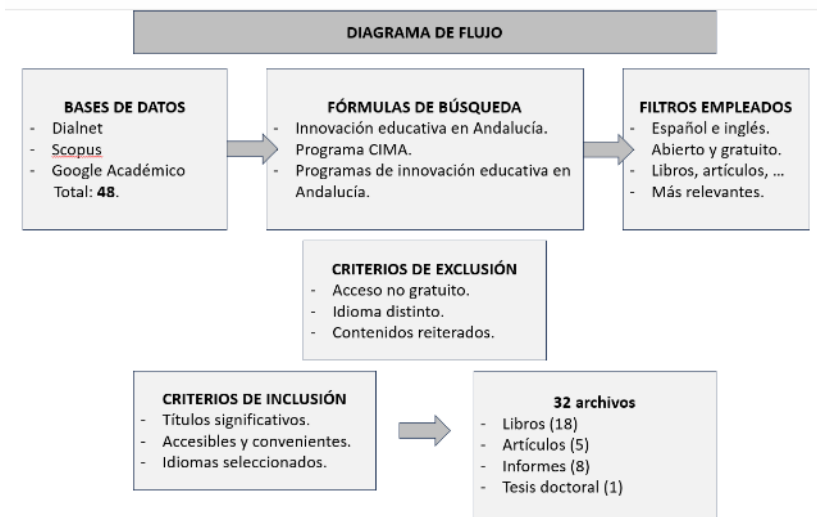 DIAGRAMA DE FLUJO
BASES DE DATOS
- Dialnet
- Scopus
- Google Académico
Total: 48.
FÓRMULAS DE BÚSQUEDA
- Innovación educativa en Andalucía.
- Programa CIMA.
- Programas de innovación educativa en
Andalucía.
FILTROS EMPLEADOS
- Español e inglés.
- Abierto y gratuito.
- Libros, artículos, ...
- Más relevantes.
CRITERIOS DE EXCLUSIÓN
- Acceso no gratuito.
- Idioma distinto.
- Contenidos reiterados.
CRITERIOS DE INCLUSIÓN
- Títulos significativos.
- Accesibles y convenientes.
- Idiomas seleccionados.
32 archivos
- Libros (18)
- Artículos (5)
- Informes (8)
- Tesis doctoral (1)